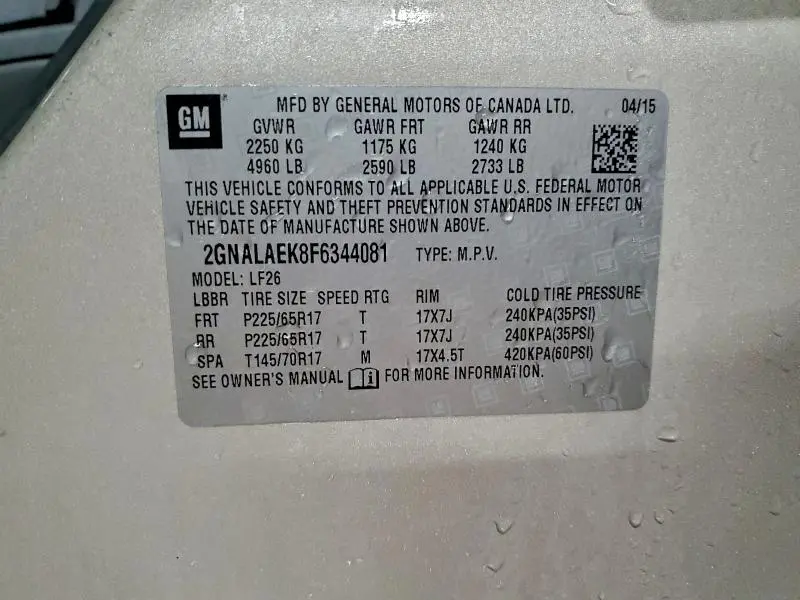 GM MFD BY GENERAL MOTORS OF CANADA LTD. 04/15
GVWR GAWR FRT GAWR RR
2250 KG 1175 KG 1240 KG
4960 LB 2590 LB 2733 LB
THIS VEHICLE CONFORMS TO ALL APPLICABLE U.S. FEDERAL MOTOR
VEHICLE SAFETY AND THEFT PREVENTION STANDARDS IN EFFECT ON
THE DATE OF MANUFACTURE SHOWN ABOVE.
2GNALAEK8F6344081 TYPE: M.P.V.
MODEL: LF26
LBBR TIRE SIZE SPEED RTG RIM COLD TIRE PRESSURE
FRT P225/65R17 T 17X7J 240KPA(35PSI)
RR P225/65R17 T 17X7J 240KPA(35PSI)
SPA T145/70R17 M 17X4.5T 420KPA(60PSI)
SEE OWNER'S MANUAL i FOR MORE INFORMATION.